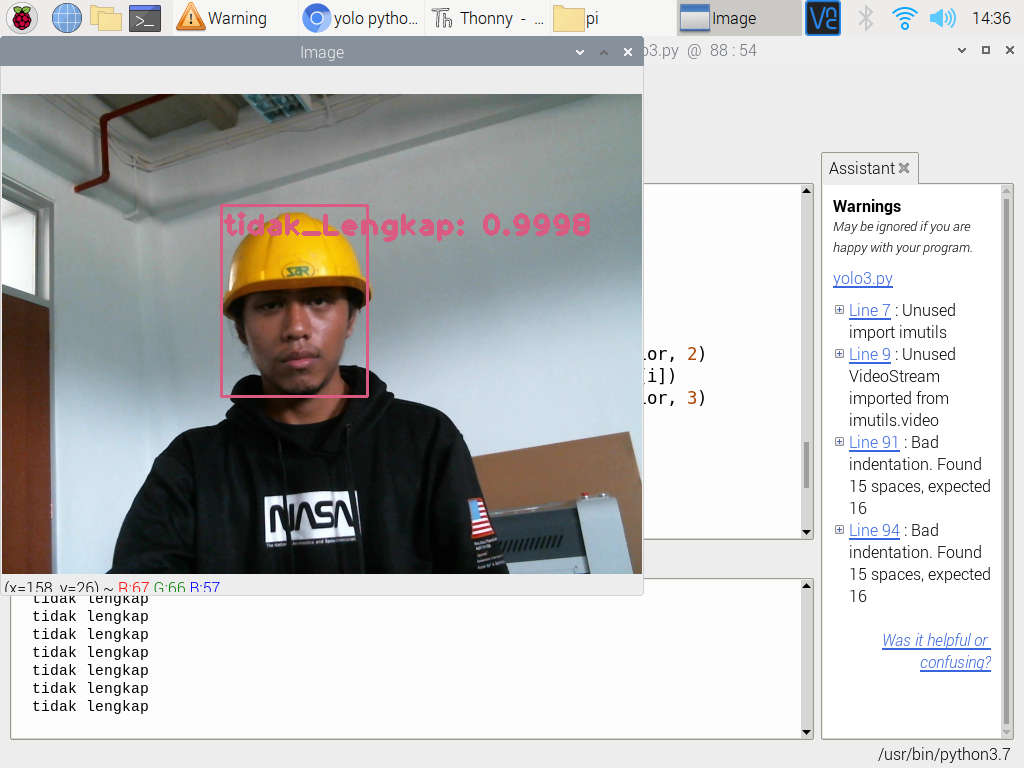 Warning
yolo pytho...
Thonny - ...
pi
Image
14:36
Image
o3.py @ 88 : 54
tidak_Lengkap: 0.9998
SAR
NASA
(x=158, y=26) ~ R:67 G:66 B:57
lor, 2)
[i])
lor, 3)
Assistant
Warnings
May be ignored if you are
happy with your program.
yolo3.py
Line 7 : Unused
import imutils
Line 9 : Unused
VideoStream
imported from
imutils.video
Line 91 : Bad
indentation. Found
15 spaces, expected
16
Line 94 : Bad
indentation. Found
15 spaces, expected
16
Was it helpful or
confusing?
tidak lengkap
tidak lengkap
tidak lengkap
tidak lengkap
tidak lengkap
tidak lengkap
tidak lengkap
/usr/bin/python3.7